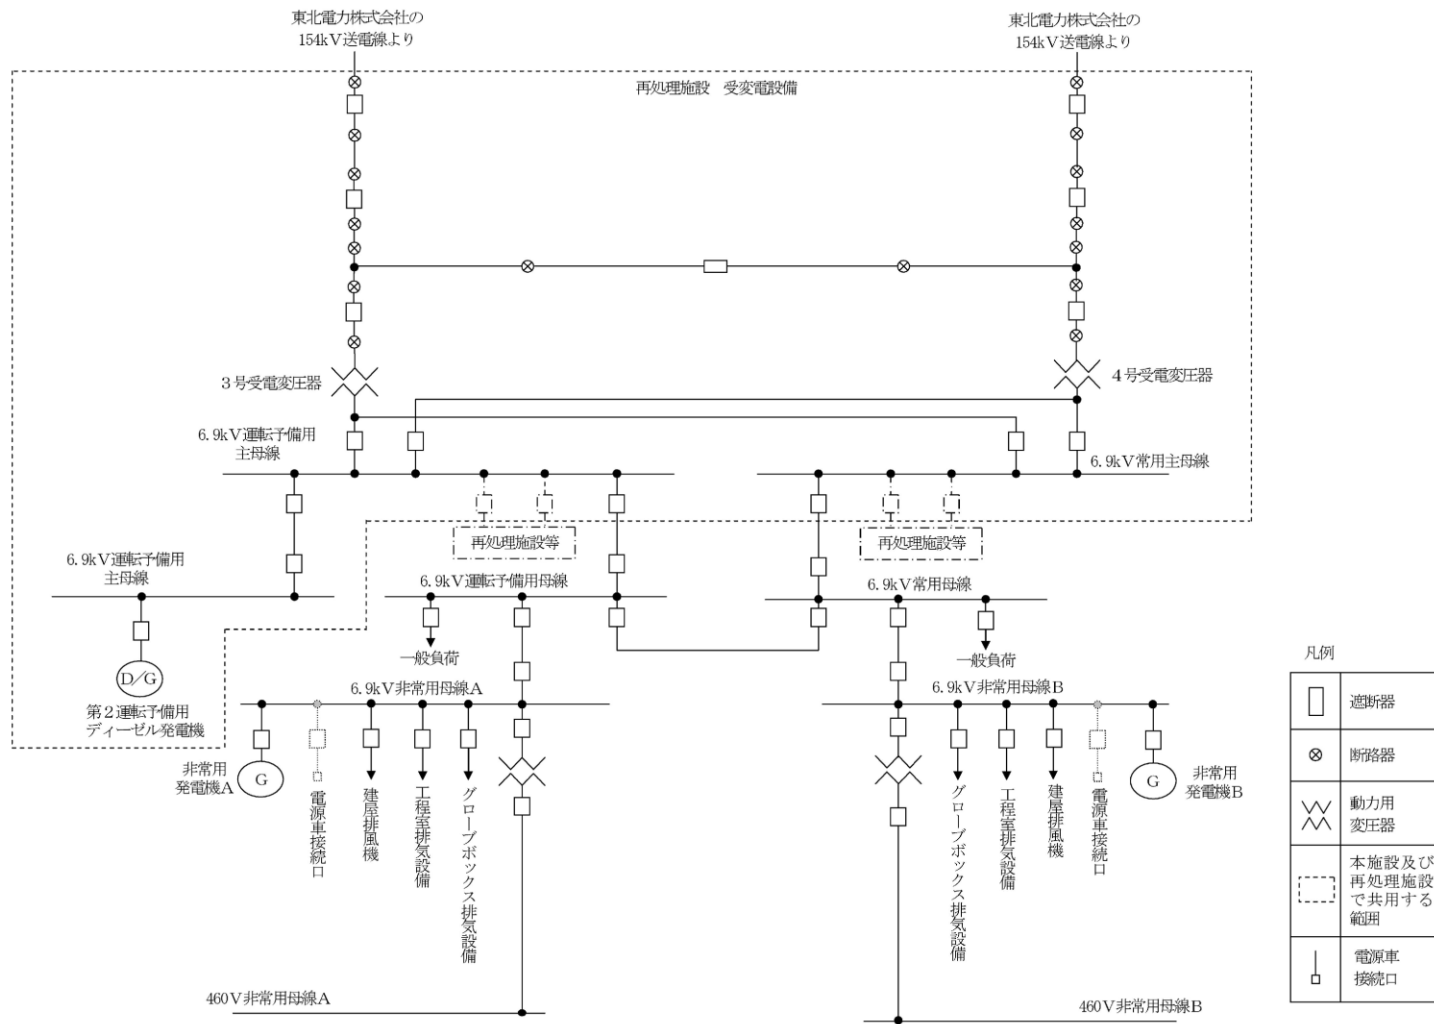 東北電力株式会社の
154kV送電線より
東北電力株式会社の
154kV送電線より
再処理施設　受変電設備
3号受電変圧器
4号受電変圧器
6.9kV運転予備用
主母線
6.9kV常用主母線
再処理施設等
再処理施設等
6.9kV運転予備用
主母線
6.9kV運転予備用母線
6.9kV常用母線
一般負荷
一般負荷
D/G
第2運転予備用
ディーゼル発電機
6.9kV非常用母線A
6.9kV非常用母線B
非常用
発電機A
G
電源車接続口
建屋排風機
工程室排気設備
グローブボックス排気設備
グローブボックス排気設備
工程室排気設備
建屋排風機
電源車接続口
G
非常用
発電機B
460V非常用母線A
460V非常用母線B
凡例
遮断器
断路器
動力用
変圧器
本施設及び
再処理施設
で共用する
範囲
電源車
接続口